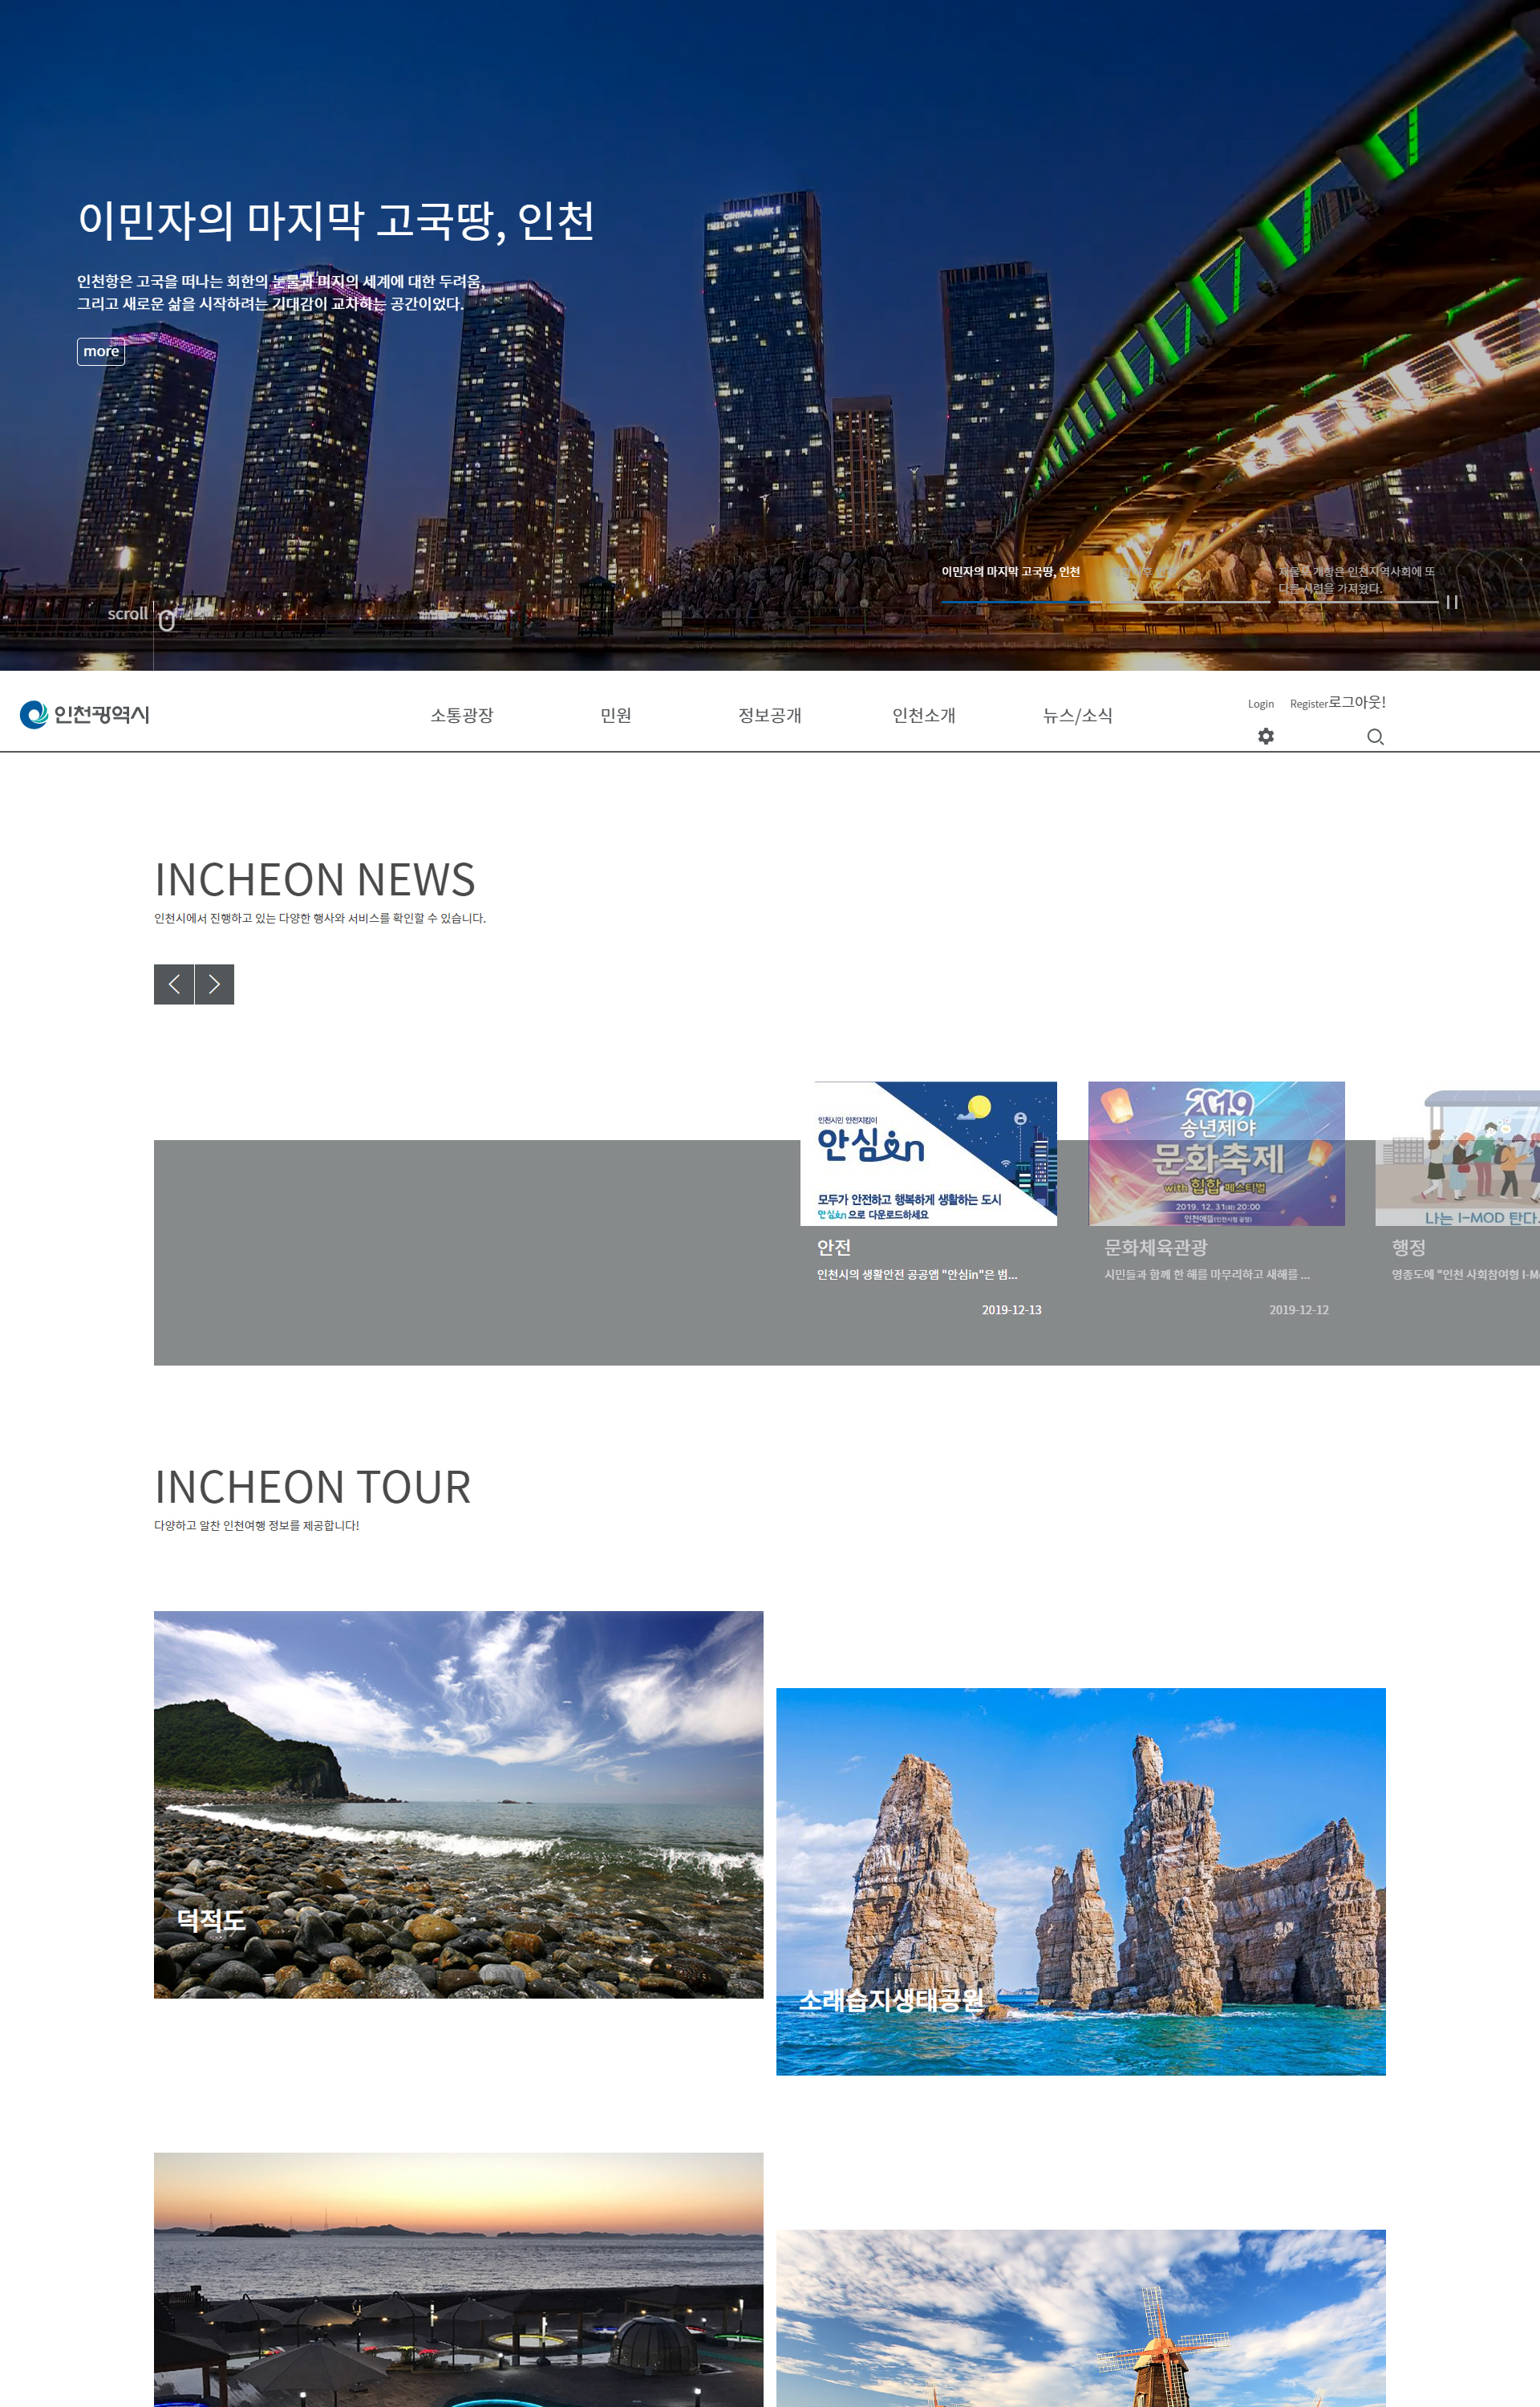 CENTRAL PARK II
이민자의 마지막 고국땅, 인천
인천항은 고국을 떠나는 회한의 눈물과 미지의 세계에 대한 두려움,
그리고 새로운 삶을 시작하려는 기대감이 교차하는 공간이었다.
more
이민자의 마지막 고국땅, 인천
개항은 인천지역사회에 또
다른 시련을 가져왔다.
scroll
인천광역시
소통광장
민원
정보공개
인천소개
뉴스/소식
Login
Register로그아웃!
INCHEON NEWS
인천시에서 진행하고 있는 다양한 행사와 서비스를 확인할 수 있습니다.
인천시민 안전지킴이
안심in
모두가 안전하고 행복하게 생활하는 도시
안심in으로 다운로드하세요
안전
인천시의 생활안전 공공앱 "안심in"은 범...
2019-12-13
2019
송년제야
문화축제
with 힙합 페스티벌
2019. 12. 31(화) 20:00
인천애뜰(인천시청 광장)
문화체육관광
시민들과 함께 한 해를 마무리하고 새해를 ...
2019-12-12
나는 I-MOD 탄다.
행정
영종도에 "인천 사회참여형 I-M
INCHEON TOUR
다양하고 알찬 인천여행 정보를 제공합니다!
덕적도
소래습지생태공원